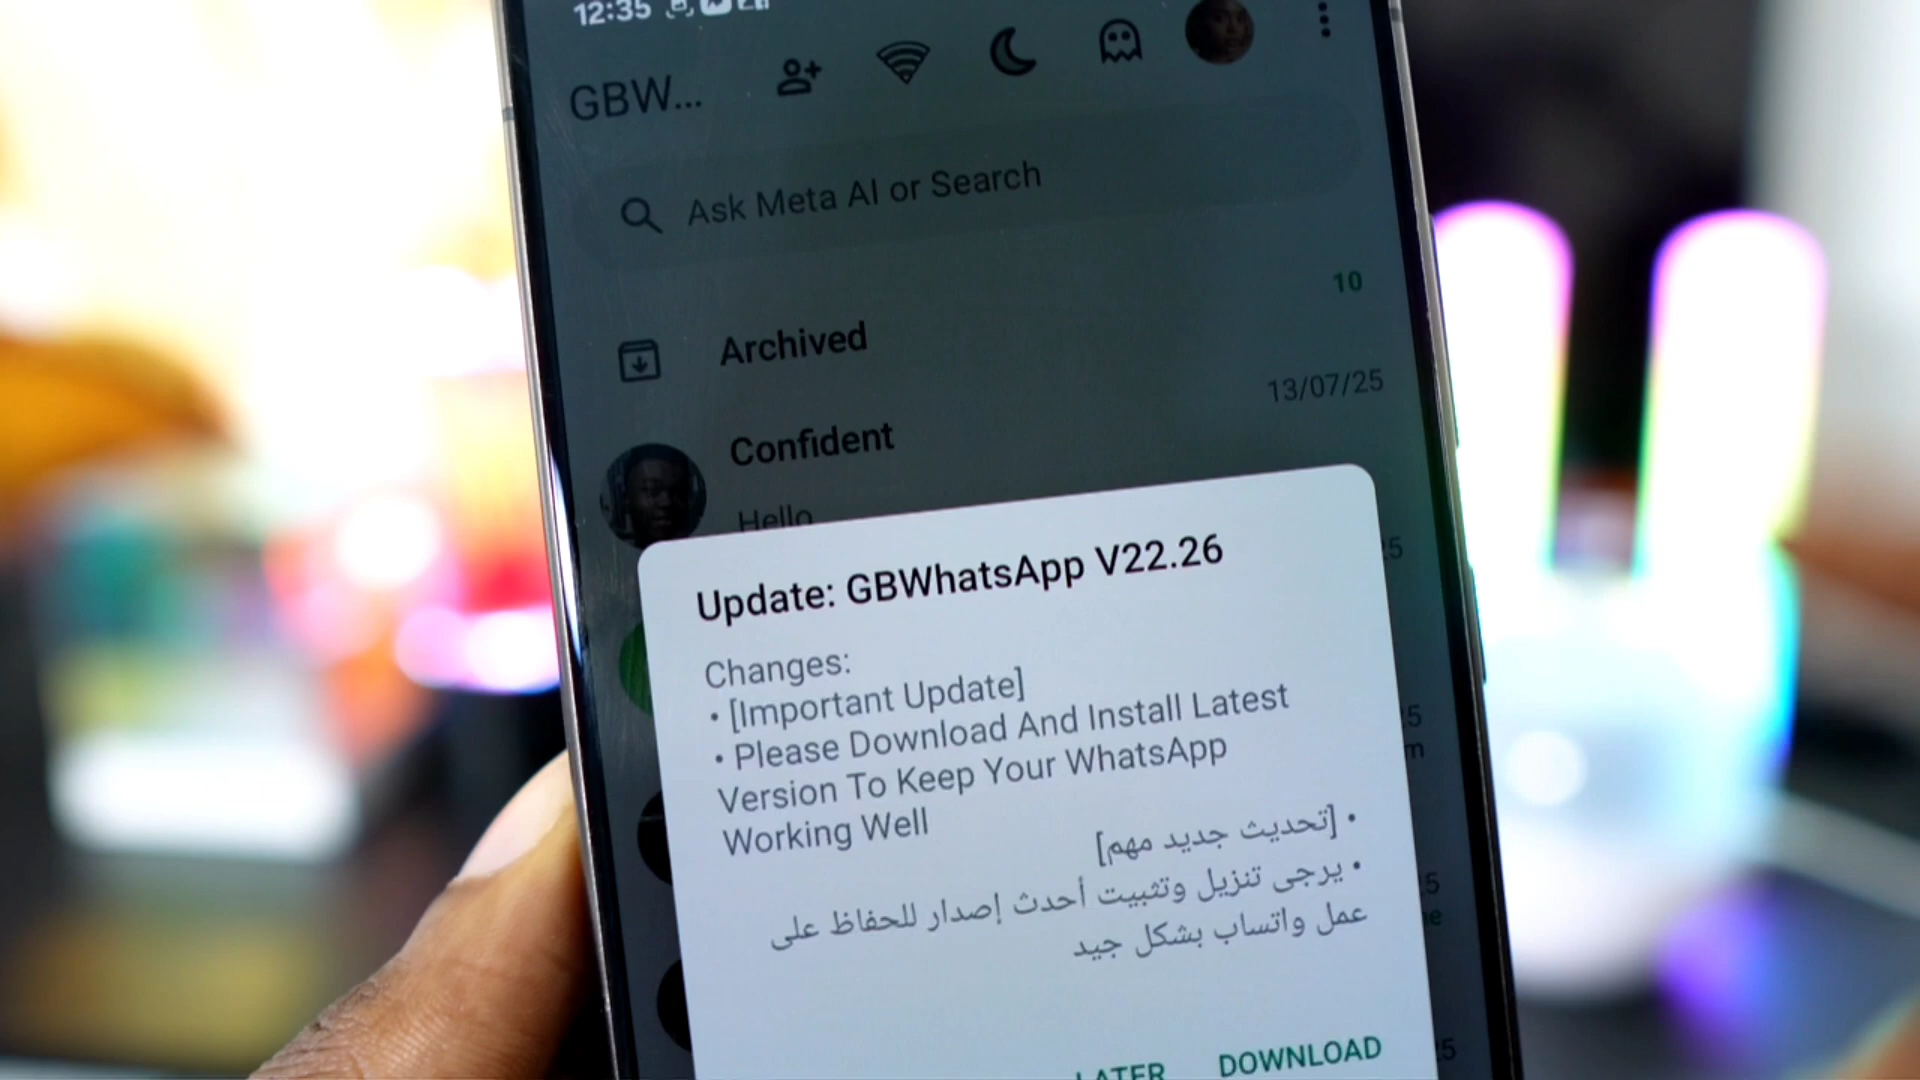 12:35
GBW...
Ask Meta AI or Search
10
Archived
13/07/25
Confident
Hello
Update: GBWhatsApp V22.26
Changes:
• [Important Update]
• Please Download And Install Latest
Version To Keep Your WhatsApp
Working Well
• [تحديث جديد مهم]
• يرجى تنزيل وتثبيت أحدث إصدار للحفاظ على
عمل واتساب بشكل جيد
LATER DOWNLOAD